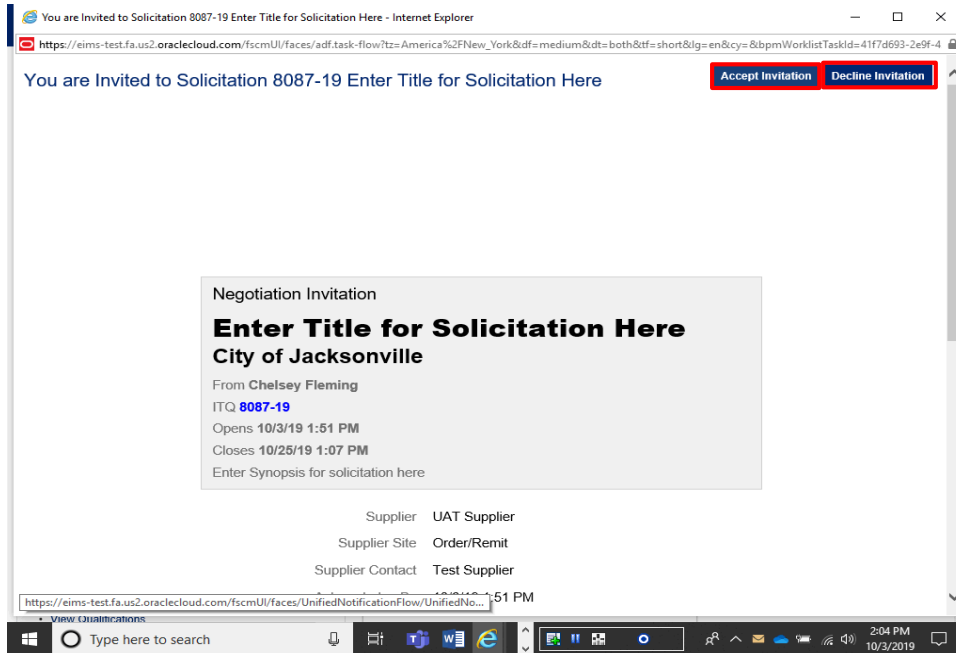 You are Invited to Solicitation 8087-19 Enter Title for Solicitation Here - Internet Explorer
https://eims-test.fa.us2.oraclecloud.com/fscmUI/faces/adf.task-flow?tz=America%2FNew_York&df=medium&dt=both&tf=short&lg=en&cy=&bpmWorklistTaskId=41f7d693-2e9f-4
You are Invited to Solicitation 8087-19 Enter Title for Solicitation Here
Accept Invitation Decline Invitation
Negotiation Invitation
Enter Title for Solicitation Here
City of Jacksonville
From Chelsey Fleming
ITQ 8087-19
Opens 10/3/19 1:51 PM
Closes 10/25/19 1:07 PM
Enter Synopsis for solicitation here
Supplier UAT Supplier
Supplier Site Order/Remit
Supplier Contact Test Supplier
:51 PM
https://eims-test.fa.us2.oraclecloud.com/fscmUI/faces/UnifiedNotificationFlow/UnifiedNo...
View Qualifications
Type here to search
2:04 PM
10/3/2019